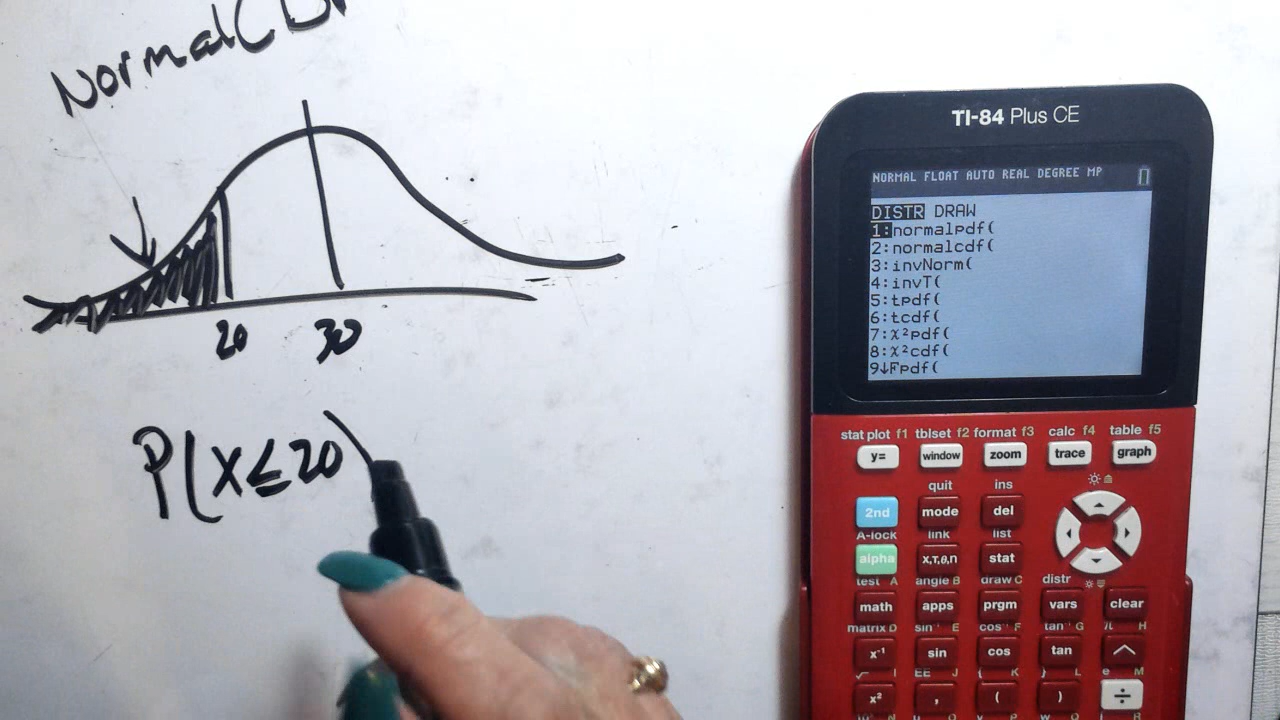 Normal CD
20 30
P(X≤20)
TI-84 Plus CE
NORMAL FLOAT AUTO REAL DEGREE MP
DISTR DRAW
1:normalpdf(
2:normalcdf(
3:invNorm(
4:invT(
5:tpdf(
6:tcdf(
7:χ²pdf(
8:χ²cdf(
9↓Fpdf(
stat plot f1 tblset f2 format f3 calc f4 table f5
y= window zoom trace graph
quit ins
2nd mode del
A-lock link list
alpha X,T,θ,n stat
test A angle B draw C distr
math apps prgm vars clear
matrix D sin⁻¹ E cos⁻¹ F tan⁻¹ G π H
x⁻¹ sin cos tan ^
√ I EE J { K } L e M
x² , ( ) ÷